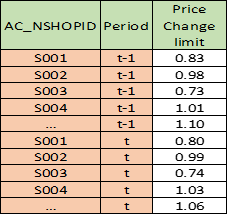 AC_NSHOPID Period Price Change limit
S001 t-1 0.83
S002 t-1 0.98
S003 t-1 0.73
S004 t-1 1.01
... t-1 1.10
S001 t 0.80
S002 t 0.99
S003 t 0.74
S004 t 1.03
... t 1.06